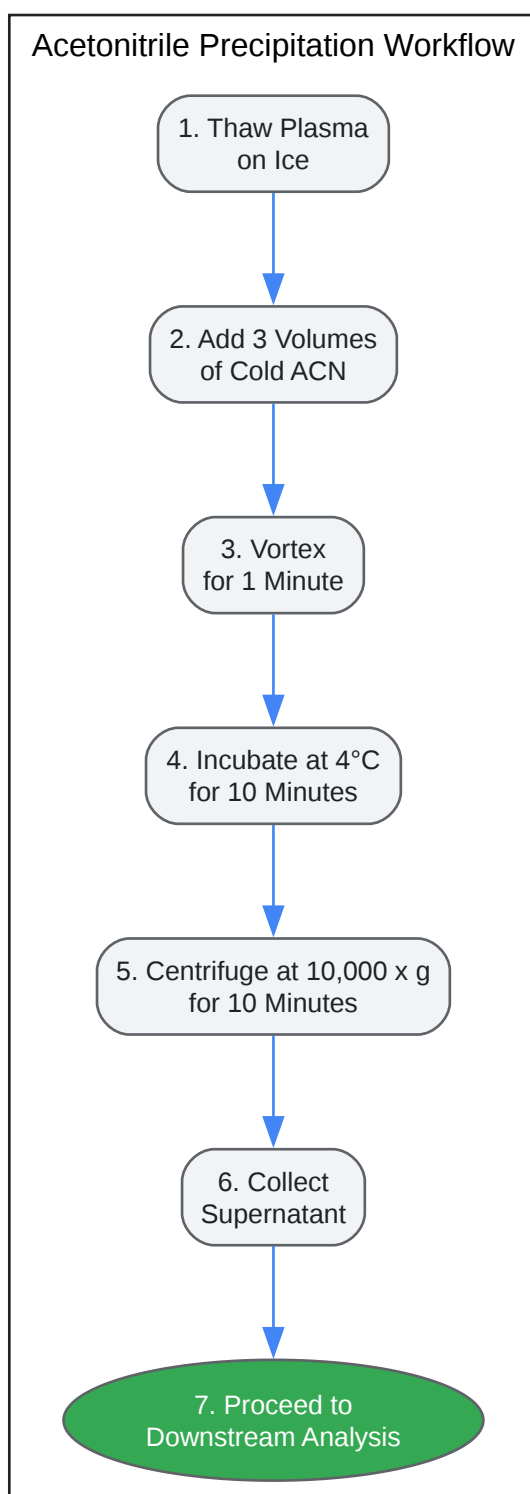 Acetonitrile Precipitation Workflow
1. Thaw Plasma
on Ice
2. Add 3 Volumes
of Cold ACN
3. Vortex
for 1 Minute
4. Incubate at 4°C
for 10 Minutes
5. Centrifuge at 10,000 x g
for 10 Minutes
6. Collect
Supernatant
7. Proceed to
Downstream Analysis